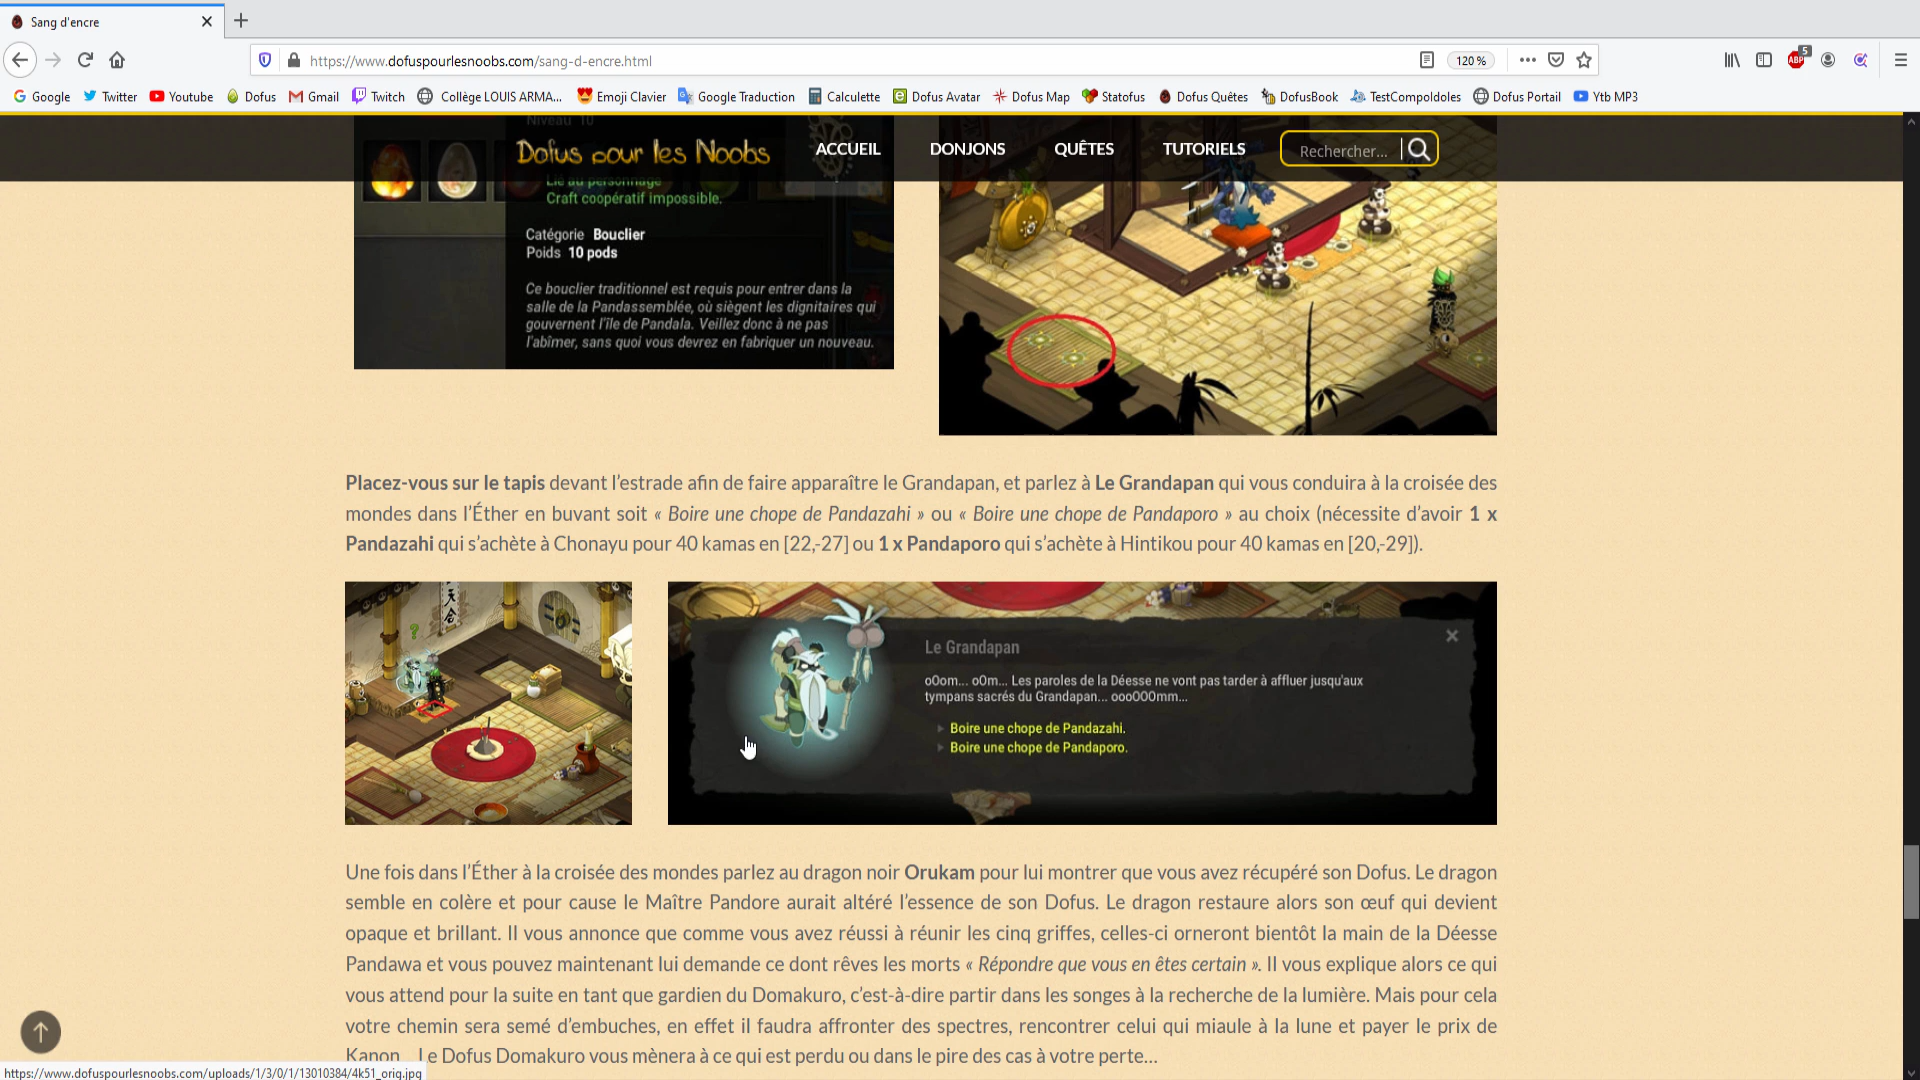 Sang d'encre
https://www.dofuspourlesnoobs.com/sang-d-encre.html
120 %
ABP
5
Google
Twitter
Youtube
Dofus
Gmail
Twitch
Collège LOUIS ARMA...
Emoji Clavier
Google Traduction
Calculette
Dofus Avatar
Dofus Map
Statofus
Dofus Quêtes
DofusBook
TestCompoIdoles
Dofus Portail
Ytb MP3
Niveau 10
Dofus pour les Noobs
ACCUEIL
DONJONS
QUÊTES
TUTORIELS
Rechercher...
Lié au personnage
Craft coopératif impossible.
Catégorie Bouclier
Poids 10 pods
Ce bouclier traditionnel est requis pour entrer dans la
salle de la Pandassemblée, où siègent les dignitaires qui
gouvernent l'île de Pandala. Veillez donc à ne pas
l'abîmer, sans quoi vous devrez en fabriquer un nouveau.
Placez-vous sur le tapis devant l'estrade afin de faire apparaître le Grandapan, et parlez à Le Grandapan qui vous conduira à la croisée des
mondes dans l'Éther en buvant soit « Boire une chope de Pandazahi » ou « Boire une chope de Pandaporo » au choix (nécessite d'avoir 1 x
Pandazahi qui s'achète à Chonayu pour 40 kamas en [22,-27] ou 1 x Pandaporo qui s'achète à Hintikou pour 40 kamas en [20,-29]).
Le Grandapan
oOom... oOm... Les paroles de la Déesse ne vont pas tarder à affluer jusqu'aux
tympans sacrés du Grandapan... oooOOOmm...
Boire une chope de Pandazahi.
Boire une chope de Pandaporo.
Une fois dans l'Éther à la croisée des mondes parlez au dragon noir Orukam pour lui montrer que vous avez récupéré son Dofus. Le dragon
semble en colère et pour cause le Maître Pandore aurait altéré l'essence de son Dofus. Le dragon restaure alors son œuf qui devient
opaque et brillant. Il vous annonce que comme vous avez réussi à réunir les cinq griffes, celles-ci orneront bientôt la main de la Déesse
Pandawa et vous pouvez maintenant lui demande ce dont rêves les morts « Répondre que vous en êtes certain ». Il vous explique alors ce qui
vous attend pour la suite en tant que gardien du Domakuro, c'est-à-dire partir dans les songes à la recherche de la lumière. Mais pour cela
votre chemin sera semé d'embuches, en effet il faudra affronter des spectres, rencontrer celui qui miaule à la lune et payer le prix de
Kanon... Le Dofus Domakuro vous mènera à ce qui est perdu ou dans le pire des cas à votre perte...
https://www.dofuspourlesnoobs.com/uploads/1/3/0/1/13010384/4k51_orig.jpg